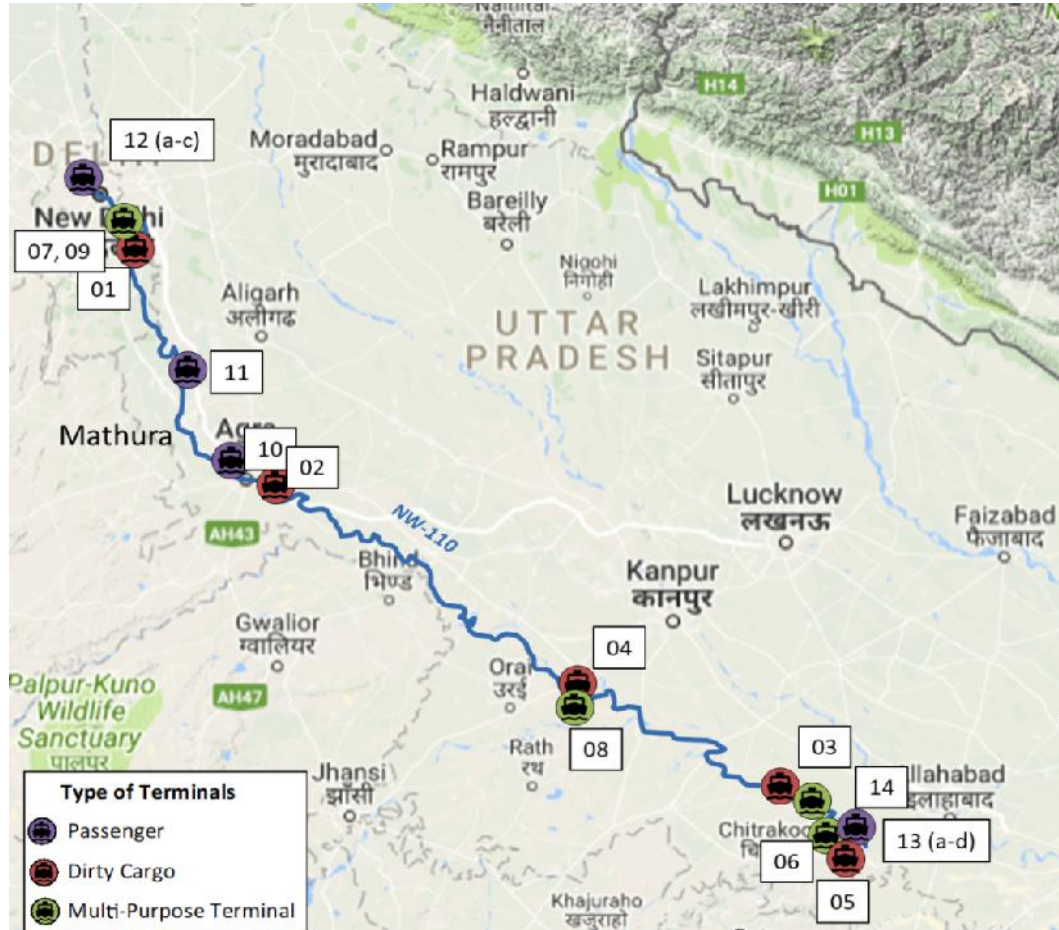 नैनीताल
Haldwani
हल्द्वानी
H14
H13
H01
12 (a-c)
Moradabad
मुरादाबाद
Rampur
रामपुर
Bareilly
बरेली
New Delhi
07, 09
01
Aligarh
अलीगढ़
Nigohi
निगोही
Lakhimpur
लखीमपुर-खीरी
UTTAR
PRADESH
Sitapur
सीतापुर
11
Mathura
Agra
10
02
NW-110
AH43
Lucknow
लखनऊ
Faizabad
फैजाबाद
Bhind
भिण्ड
Kanpur
कानपुर
Gwalior
ग्वालियर
04
Orai
उरई
AH47
Palpur-Kuno
Wildlife
Sanctuary
पालपुर
08
Rath
रथ
03
14
Allahabad
इलाहाबाद
Jhansi
झाँसी
13 (a-d)
06
05
Khajuraho
खजुराहो
Type of Terminals
Passenger
Dirty Cargo
Multi-Purpose Terminal